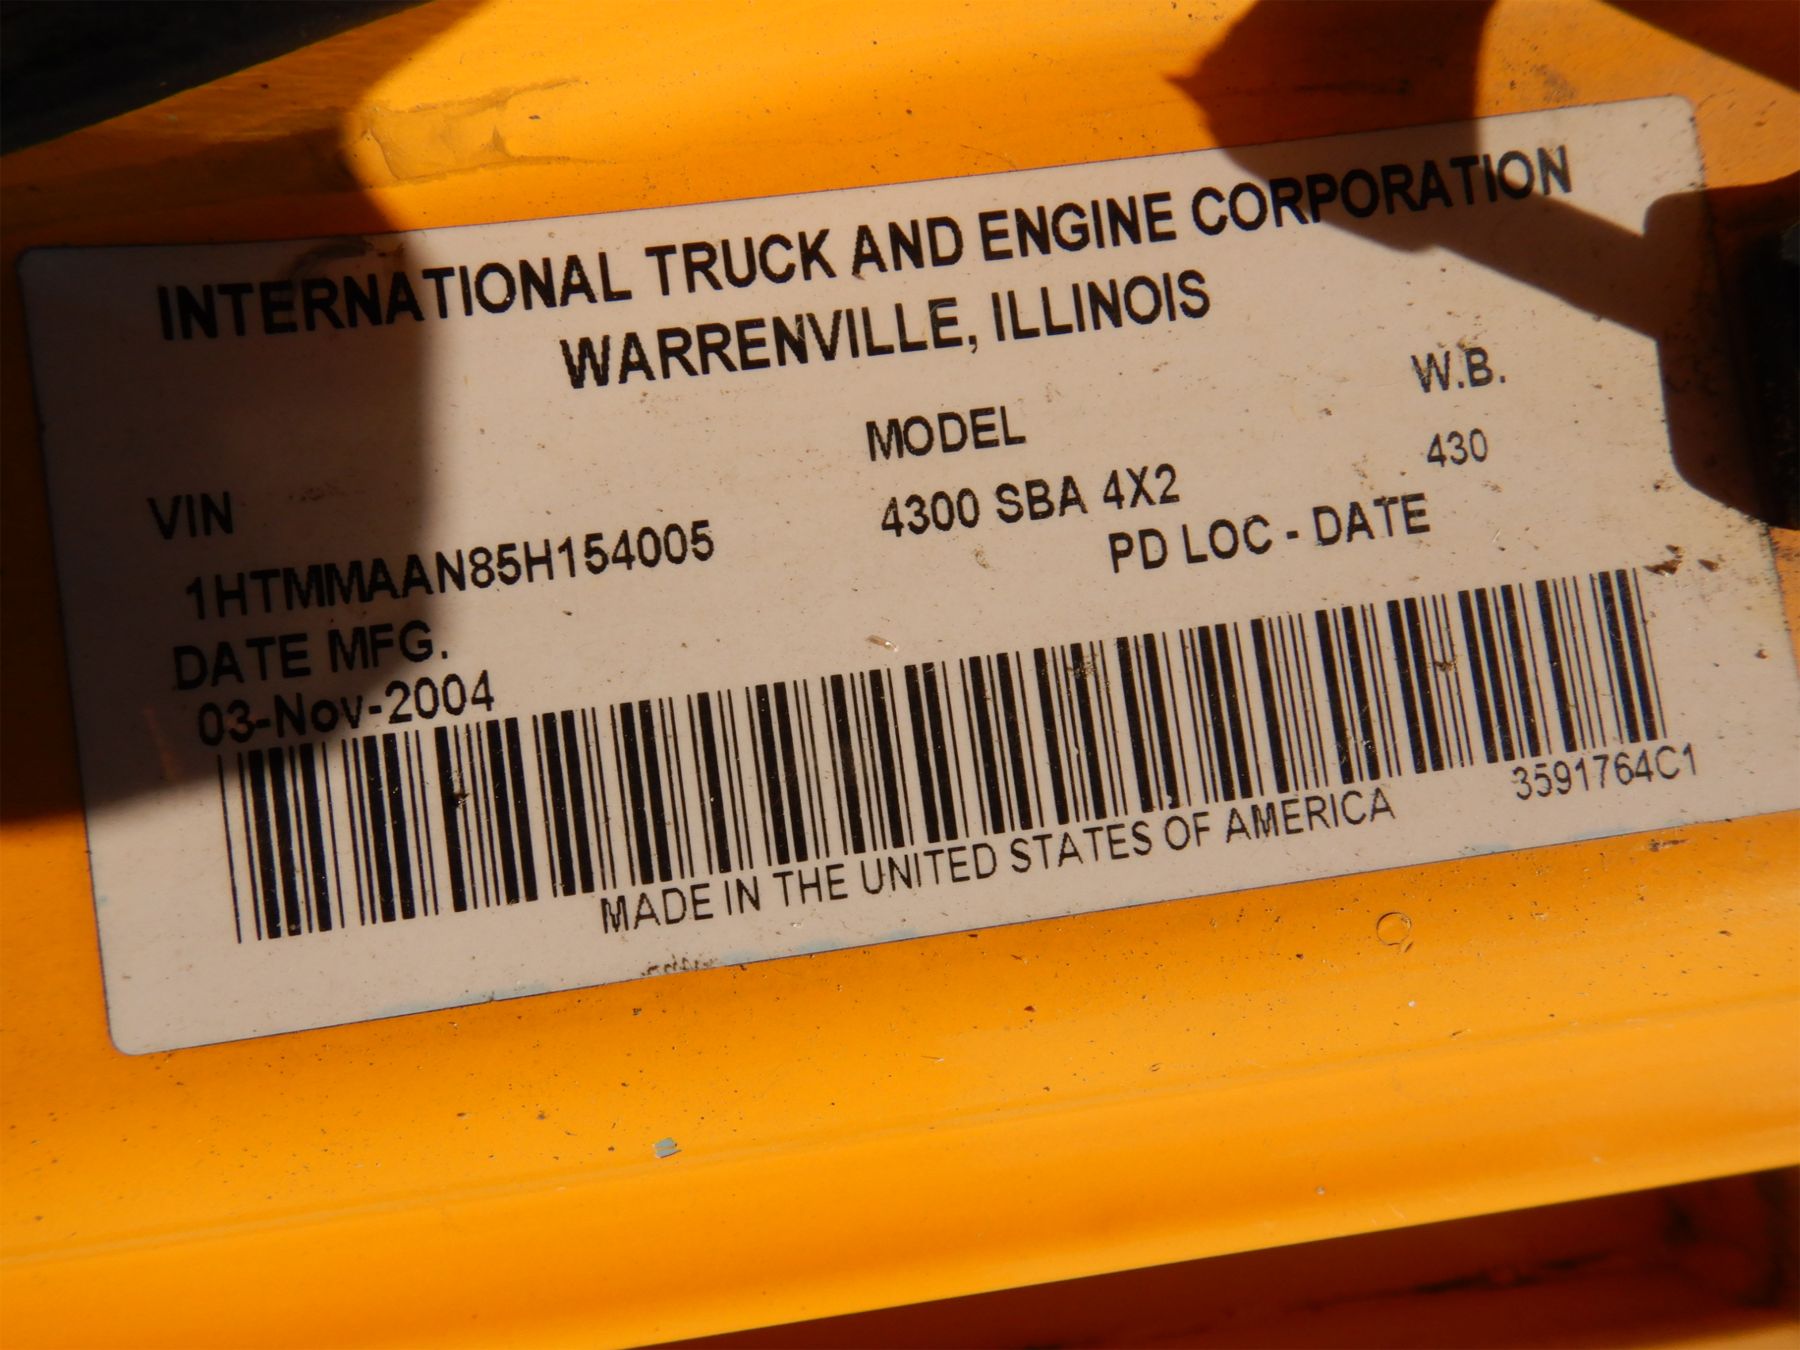 INTERNATIONAL TRUCK AND ENGINE CORPORATION
WARRENVILLE, ILLINOIS
VIN MODEL W.B.
1HTMMAAN85H154005 4300 SBA 4X2 430
DATE MFG. PD LOC - DATE
03-Nov-2004
MADE IN THE UNITED STATES OF AMERICA 3591764C1